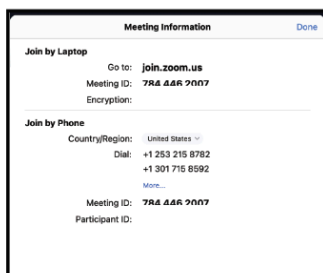 Meeting Information Done
Join by Laptop
Go to: join.zoom.us
Meeting ID: 784 446 2007
Encryption:
Join by Phone
Country/Region: United States
Dial: +1 253 215 8782
+1 301 715 8592
More...
Meeting ID: 784 446 2007
Participant ID: